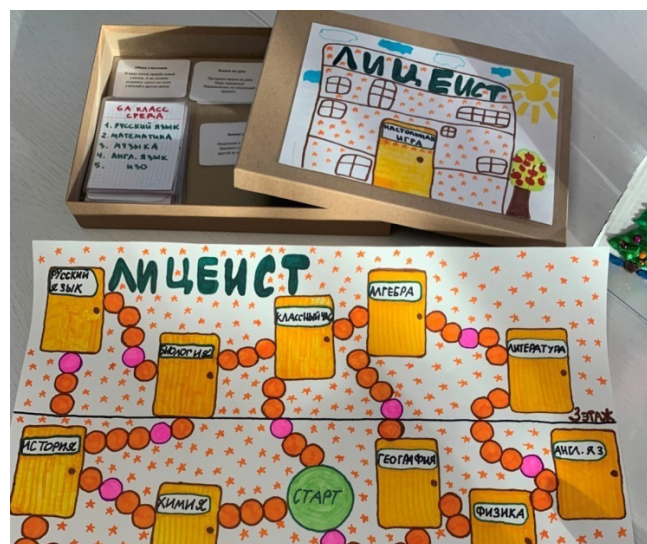 ЛИЦЕИСТ
НАСТОЛЬНАЯ
ИГРА
6А КЛАСС
СРЕДА
1. РУССКИЙ ЯЗЫК
2. МАТЕМАТИКА
3. МУЗЫКА
4. АНГЛ. ЯЗЫК
5. ИЗО
ЛИЦЕИСТ
РУССКИЙ
ЯЗЫК
БИОЛОГИЯ
КЛАССНЫЙ ЧАС
АЛГЕБРА
ЛИТЕРАТУРА
3 ЭТАЖ
ИСТОРИЯ
ХИМИЯ
СТАРТ
ГЕОГРАФИЯ
ФИЗИКА
АНГЛ. ЯЗ